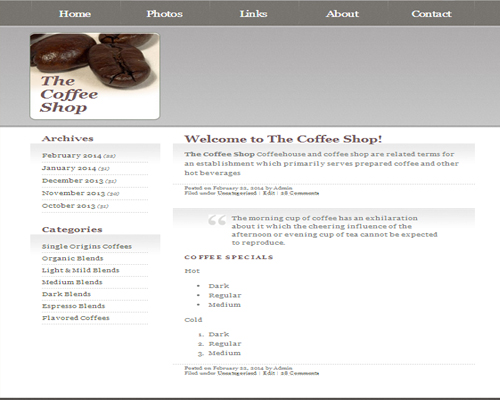 Home Photos Links About Contact
The
Coffee
Shop
Archives
February 2014 (22)
January 2014 (31)
December 2013 (31)
November 2013 (30)
October 2013 (31)
Categories
Single Origins Coffees
Organic Blends
Light & Mild Blends
Medium Blends
Dark Blends
Espresso Blends
Flavored Coffees
Welcome to The Coffee Shop!
The Coffee Shop Coffeehouse and coffee shop are related terms for
an establishment which primarily serves prepared coffee and other
hot beverages
Posted on February 22, 2014 by Admin
Filed under Uncategorized | Edit | 28 Comments
“ The morning cup of coffee has an exhilaration
about it which the cheering influence of the
afternoon or evening cup of tea cannot be expected
to reproduce.
COFFEE SPECIALS
Hot
• Dark
• Regular
• Medium
Cold
1. Dark
2. Regular
3. Medium
Posted on February 22, 2014 by Admin
Filed under Uncategorized | Edit | 28 Comments